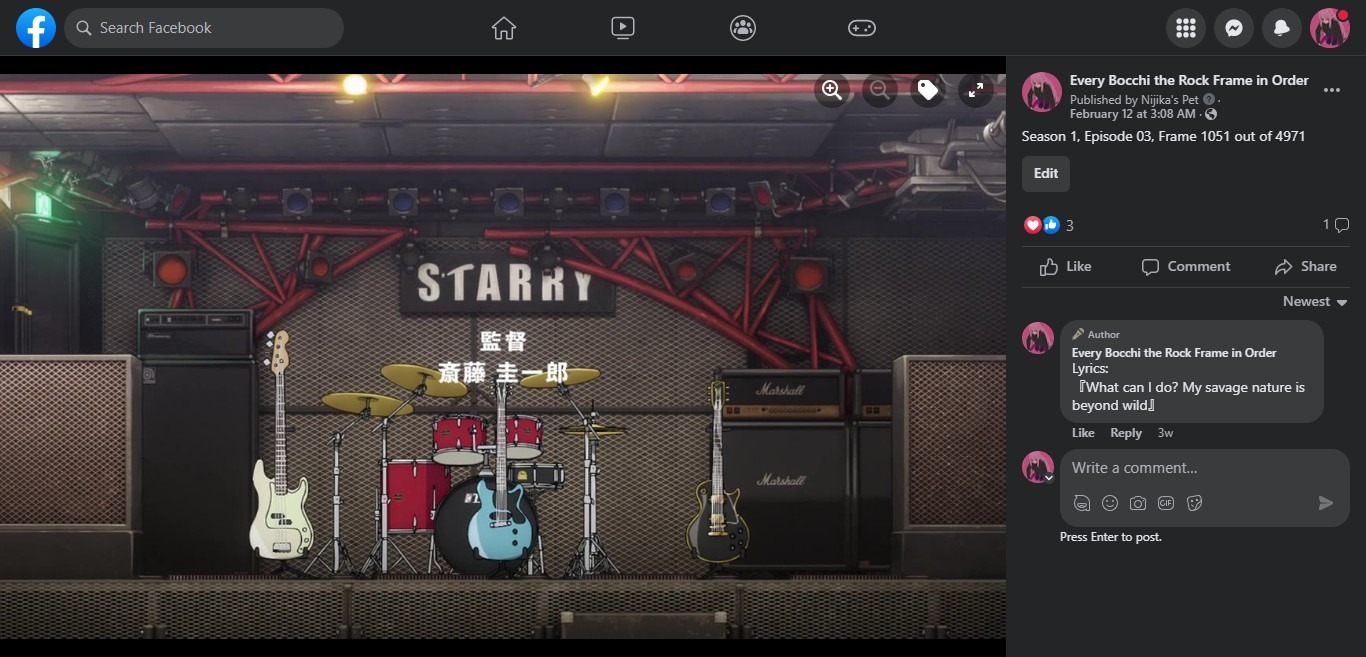 Search Facebook
STARRY
監督
斎藤 圭一郎
Marshall
Marshall
Every Bocchi the Rock Frame in Order
Published by Nijika's Pet
February 12 at 3:08 AM ·
Season 1, Episode 03, Frame 1051 out of 4971
Edit
3
1
Like
Comment
Share
Newest
Author
Every Bocchi the Rock Frame in Order
Lyrics:
『What can I do? My savage nature is
beyond wild』
Like
Reply
3w
Write a comment...
GIF
Press Enter to post.